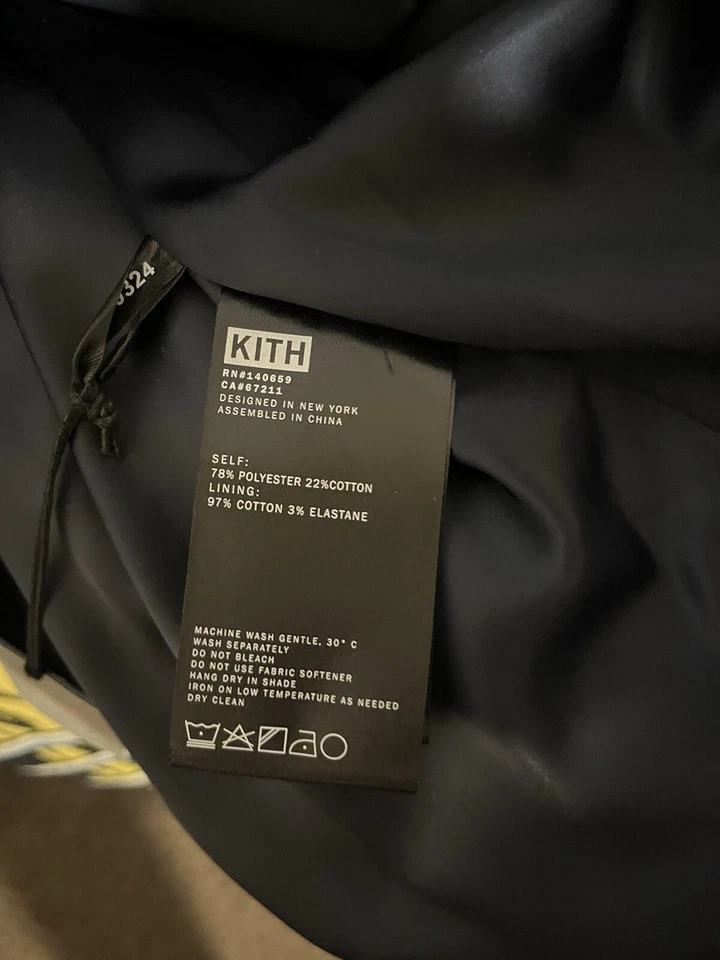 324
KITH
RN#140659
CA#67211
DESIGNED IN NEW YORK
ASSEMBLED IN CHINA
SELF:
78% POLYESTER 22%COTTON
LINING:
97% COTTON 3% ELASTANE
MACHINE WASH GENTLE, 30° C
WASH SEPARATELY
DO NOT BLEACH
DO NOT USE FABRIC SOFTENER
HANG DRY IN SHADE
IRON ON LOW TEMPERATURE AS NEEDED
DRY CLEAN